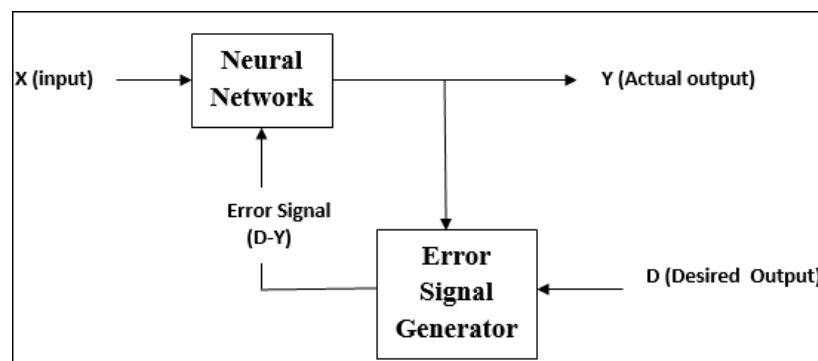 X (input)
Neural
Network
Y (Actual output)
Error Signal
(D-Y)
Error
Signal
Generator
D (Desired Output)